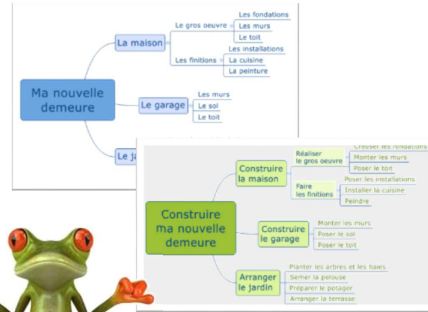 Les fondations
Le gros oeuvre
Les murs
La maison
Le toit
Les installations
Les finitions
La cuisine
La peinture
Ma nouvelle
demeure
Les murs
Le garage
Le sol
Le toit
Le
Creuser les fondations
Réaliser
le gros oeuvre
Monter les murs
Poser le toit
Construire
la maison
Poser les installations
Faire
les finitions
Installer la cuisine
Peindre
Construire
ma nouvelle
demeure
Monter les murs
Construire
le garage
Poser le sol
Poser le toit
Planter les arbres et les haies
Arranger
le jardin
Semer la pelouse
Préparer le potager
Arranger la terrasse